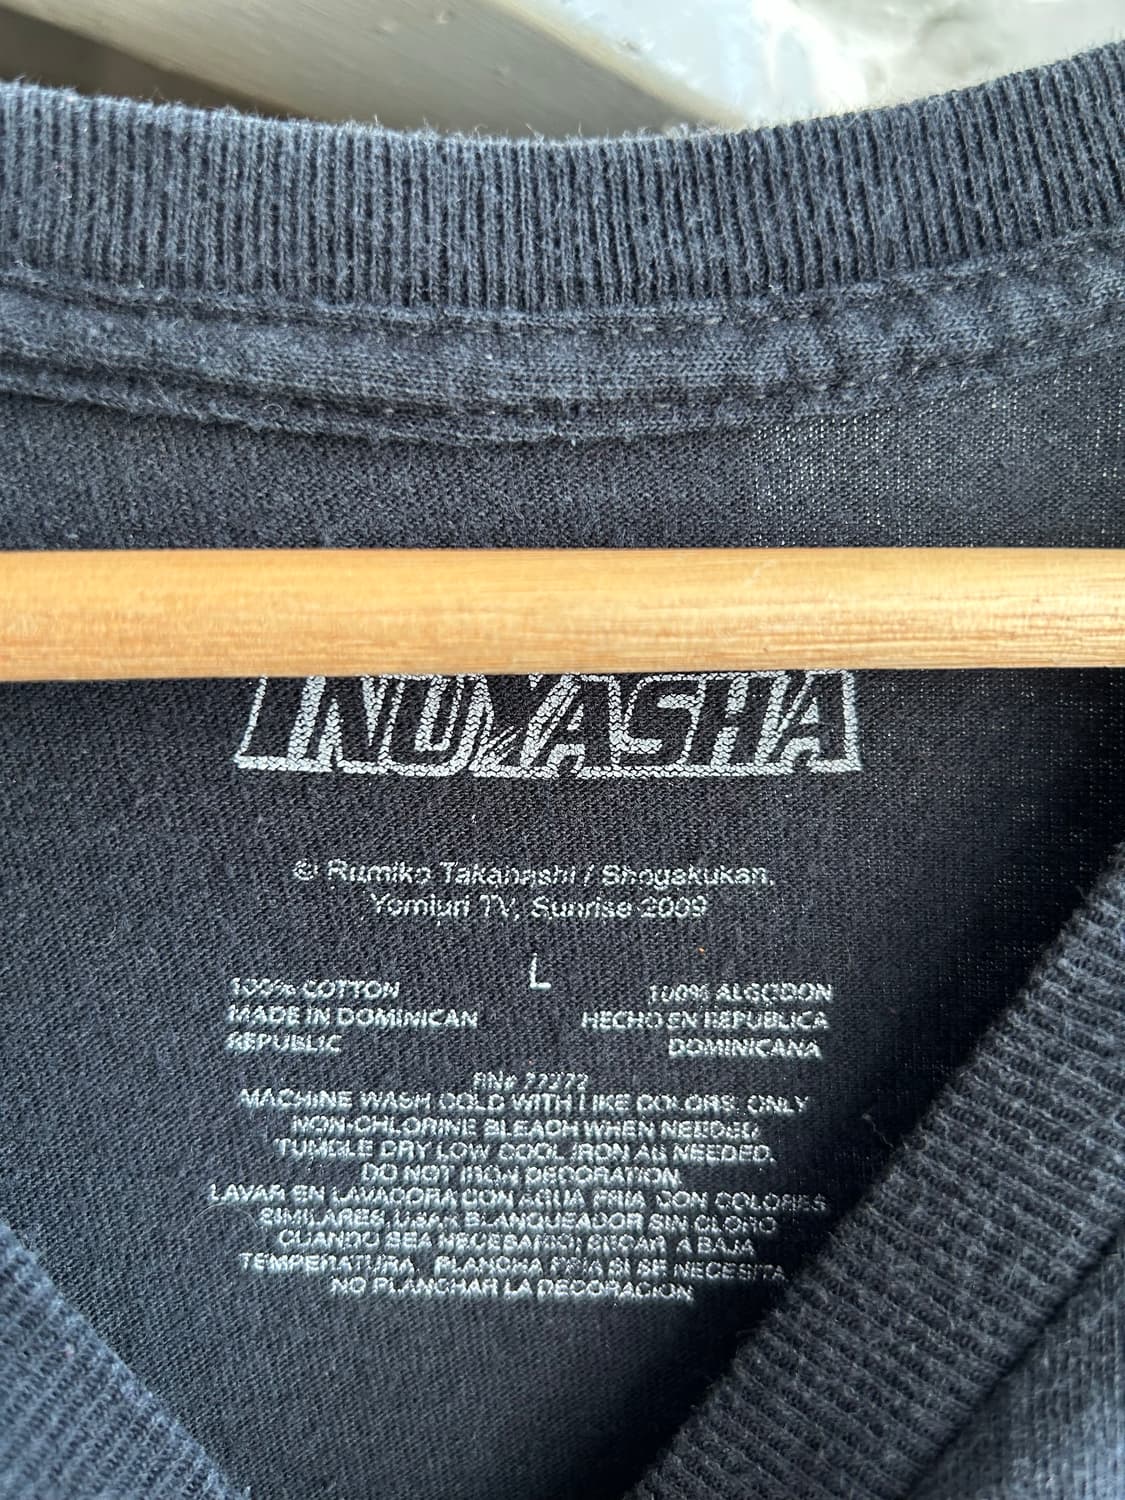 INUYASHA
© Rumiko Takahashi / Shogakukan,
Yomiuri TV, Sunrise 2009
L
100% COTTON
MADE IN DOMINICAN
REPUBLIC
100% ALGODON
HECHO EN REPUBLICA
DOMINICANA
RN#
MACHINE WASH COLD WITH LIKE COLORS. ONLY
NON-CHLORINE BLEACH WHEN NEEDED.
TUMBLE DRY LOW COOL IRON AS NEEDED.
DO NOT IRON DECORATION.
LAVAR EN LAVADORA CON AGUA FRIA CON COLORES
SIMILARES. USAR BLANQUEADOR SIN CLORO
CUANDO SEA NECESARIO. SECAR A BAJA
TEMPERATURA. PLANCHA FRIA SI SE NECESITA
NO PLANCHAR LA DECORACION